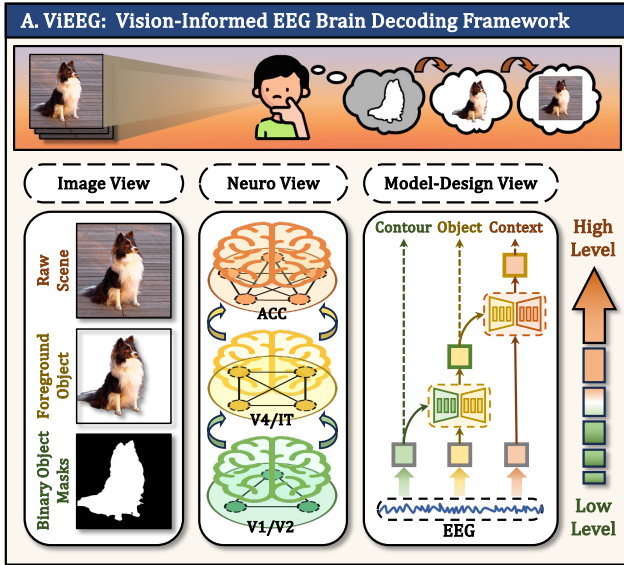 A. ViEEG: Vision-Informed EEG Brain Decoding Framework
Image View
Neuro View
Model-Design View
Raw
Scene
Foreground
Object
Binary Object
Masks
ACC
V4/IT
V1/V2
Contour
Object
Context
EEG
High
Level
Low
Level